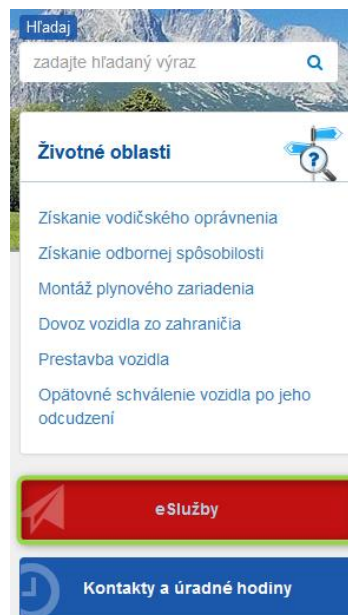 Hľadaj
zadajte hľadaný výraz
Životné oblasti
?
Získanie vodičského oprávnenia
Získanie odbornej spôsobilosti
Montáž plynového zariadenia
Dovoz vozidla zo zahraničia
Prestavba vozidla
Opätovné schválenie vozidla po jeho
odcudzení
eSlužby
Kontakty a úradné hodiny